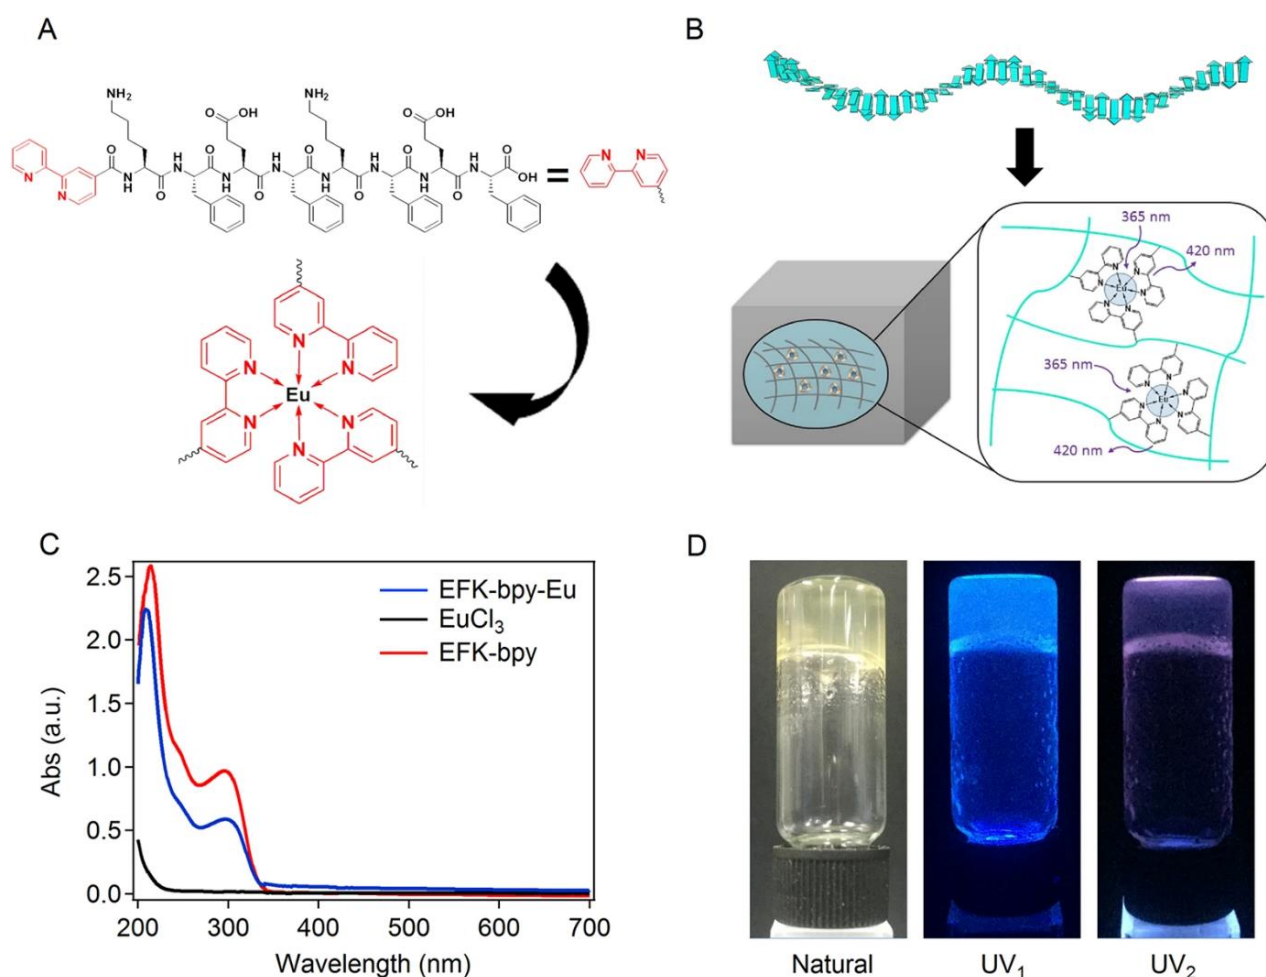 A
B
NH₂
O
OH
H₂N
O
OH
O
N
H
O
H
N
O
N
H
O
H
N
O
N
H
O
H
N
O
N
H
O
H
N
O
OH
=
N
N
N
N
N
N
N
N
Eu
N
N
365 nm
420 nm
Eu
365 nm
Eu
420 nm
C
2.5
2.0
1.5
1.0
0.5
0.0
Abs (a.u.)
EFK-bpy-Eu
EuCl₃
EFK-bpy
200
300
400
500
600
700
Wavelength (nm)
D
Natural
UV₁
UV₂